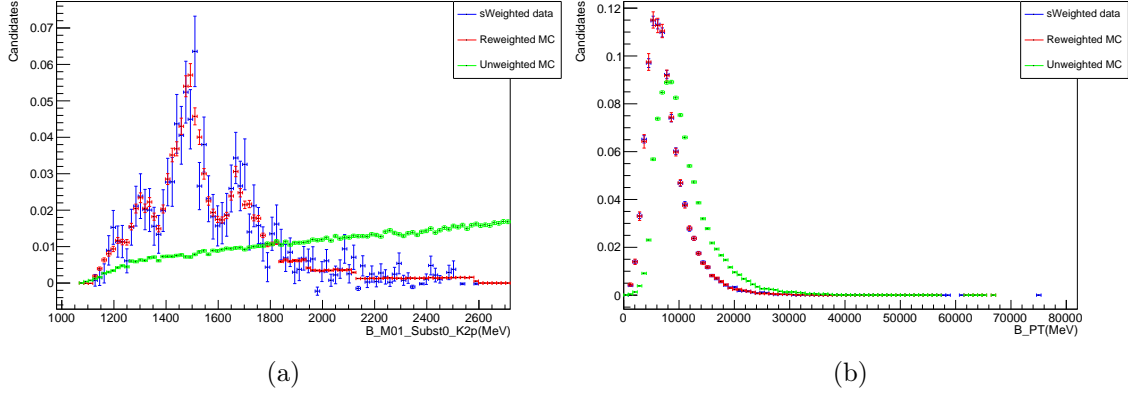 Candidates
0.07
0.06
0.05
0.04
0.03
0.02
0.01
0
1000 1200 1400 1600 1800 2000 2200 2400 2600
B_M01_Subst0_K2p(MeV)
sWeighted data
Reweighted MC
Unweighted MC
(a)
Candidates
0.12
0.1
0.08
0.06
0.04
0.02
0
0 10000 20000 30000 40000 50000 60000 70000 80000
B_PT(MeV)
sWeighted data
Reweighted MC
Unweighted MC
(b)